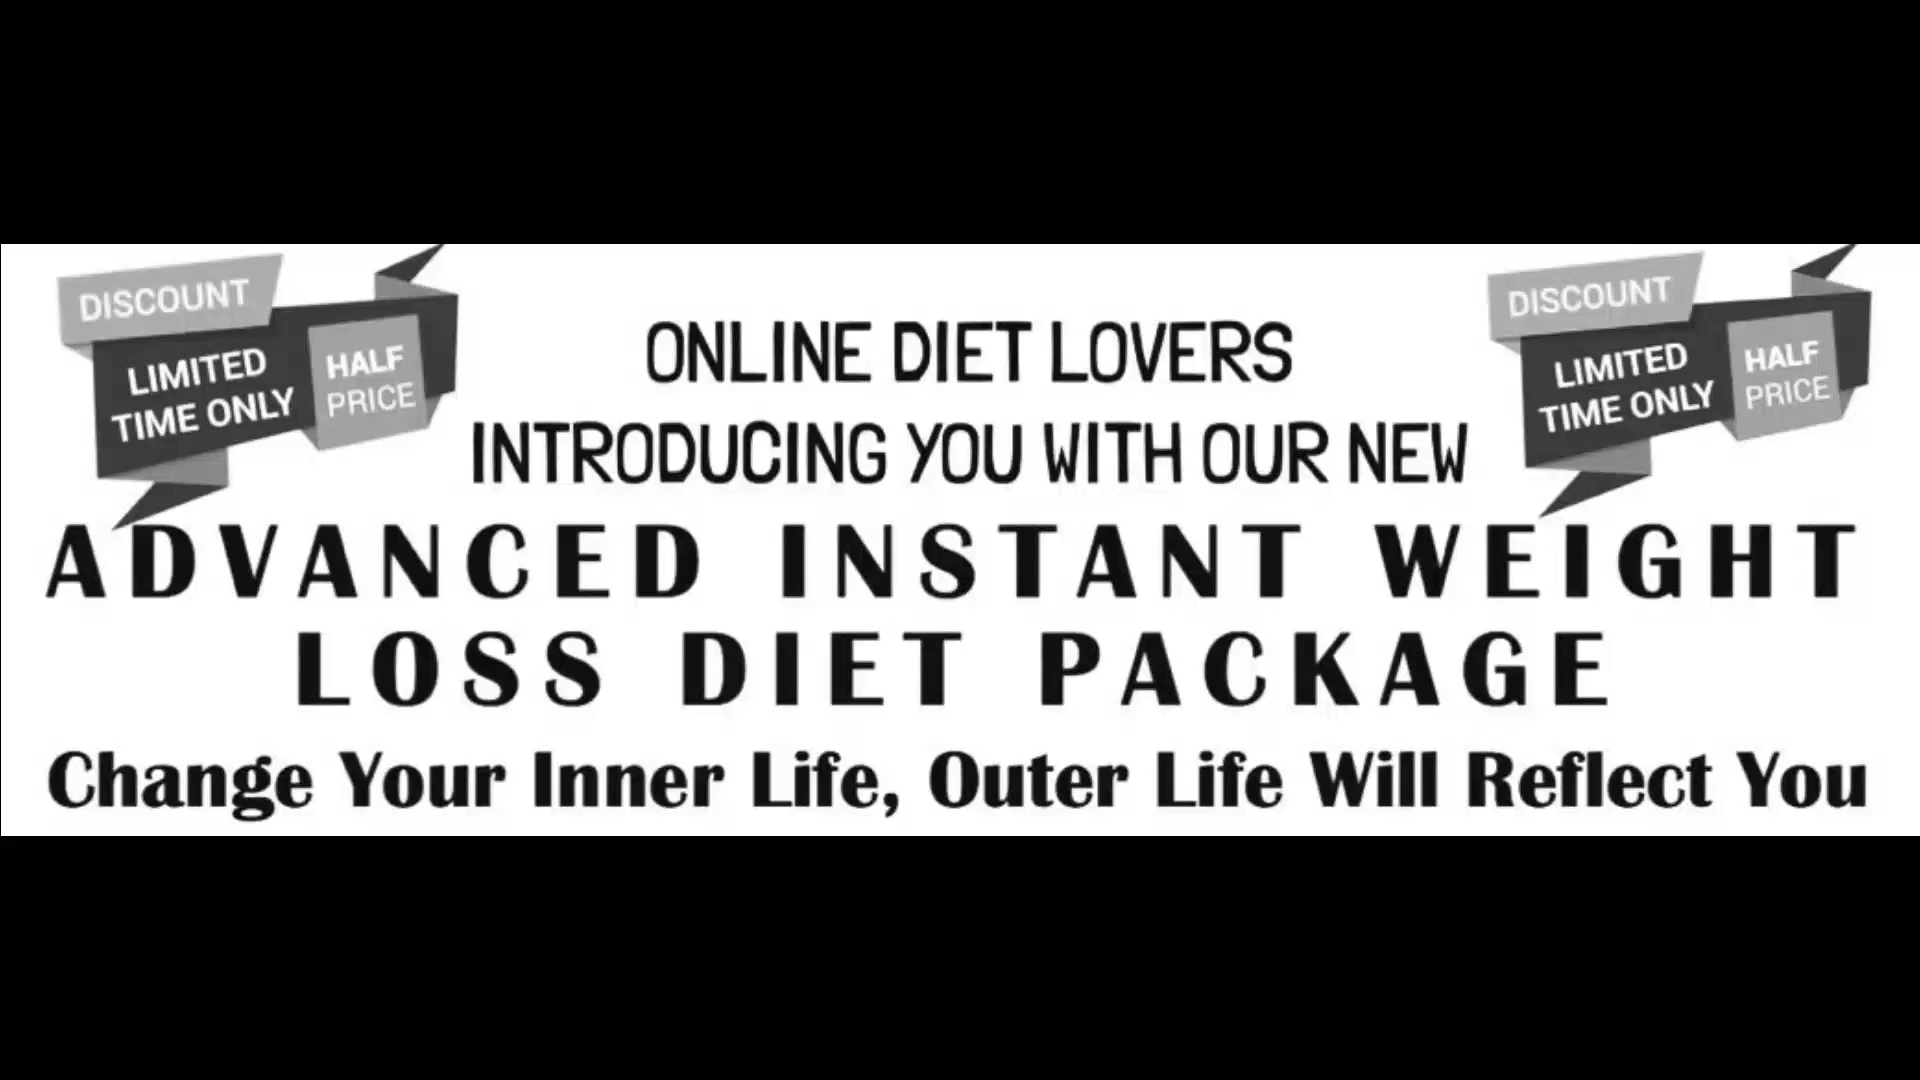 DISCOUNT
LIMITED
TIME ONLY
HALF
PRICE
DISCOUNT
LIMITED
TIME ONLY
HALF
PRICE
ONLINE DIET LOVERS
INTRODUCING YOU WITH OUR NEW
ADVANCED INSTANT WEIGHT
LOSS DIET PACKAGE
Change Your Inner Life, Outer Life Will Reflect You